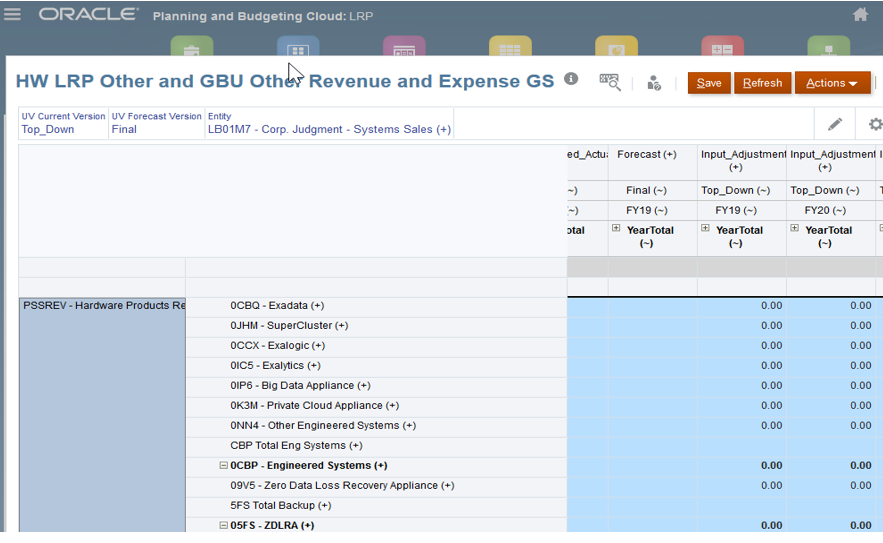 ORACLE Planning and Budgeting Cloud: LRP
HW LRP Other and GBU Other Revenue and Expense GS
Save Refresh Actions
UV Current Version UV Forecast Version Entity
Top_Down Final LB01M7 - Corp. Judgment - Systems Sales (+)
ed_Actua Forecast (+) Input_Adjustment Input_Adjustment
(+) (+)
~) Final (~) Top_Down (~) Top_Down (~)
~) FY19 (~) FY19 (~) FY20 (~)
otal YearTotal YearTotal YearTotal
(~) (~) (~)
PSSREV - Hardware Products Re 0CBQ - Exadata (+) 0.00 0.00
0JHM - SuperCluster (+) 0.00 0.00
0CCX - Exalogic (+) 0.00 0.00
0IC5 - Exalytics (+) 0.00 0.00
0IP6 - Big Data Appliance (+) 0.00 0.00
0K3M - Private Cloud Appliance (+) 0.00 0.00
0NN4 - Other Engineered Systems (+) 0.00 0.00
CBP Total Eng Systems (+)
0CBP - Engineered Systems (+) 0.00 0.00
09V5 - Zero Data Loss Recovery Appliance (+) 0.00 0.00
5FS Total Backup (+)
05FS - ZDLRA (+) 0.00 0.00